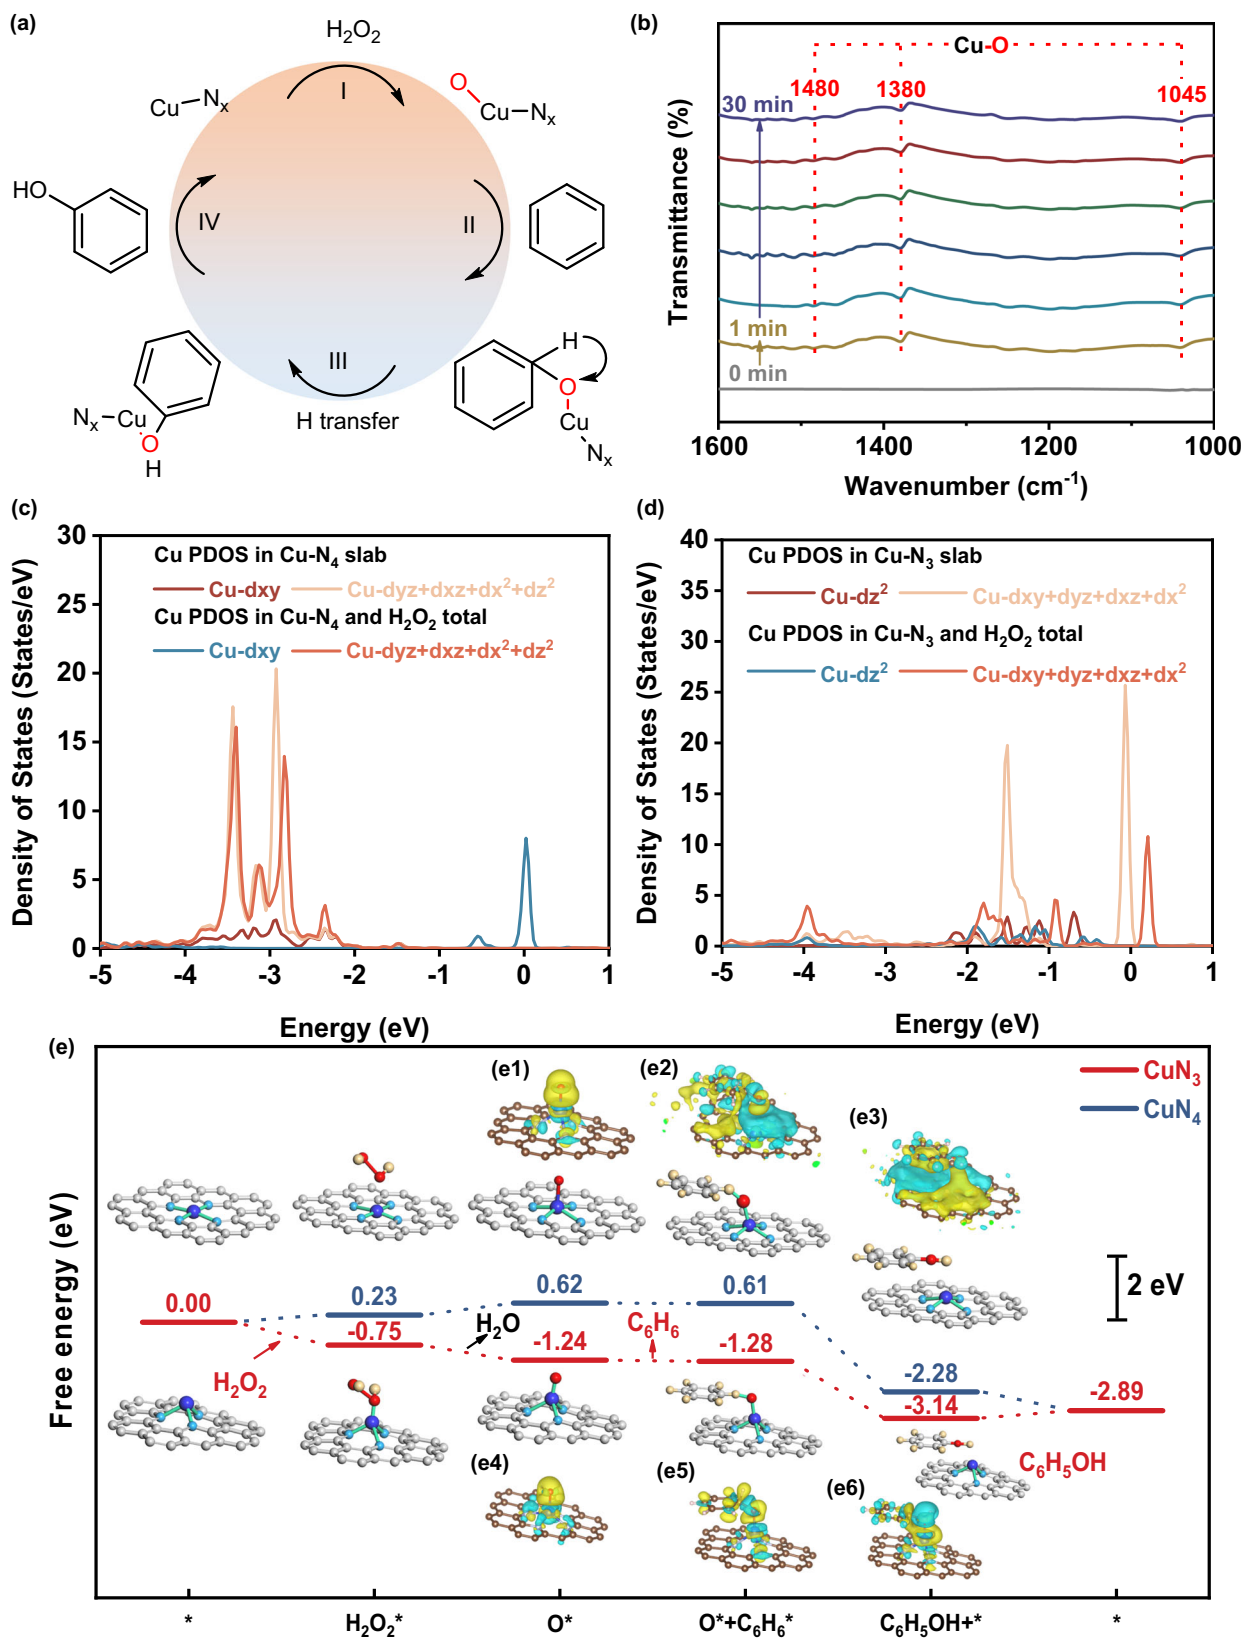 (a)
H₂O₂
Cu
Nₓ
I
O
Cu
Nₓ
HO
IV
II
III
H transfer
Nₓ
Cu
O
H
H
O
Cu
Nₓ
(b)
Cu-O
1480
1380
1045
30 min
1 min
0 min
Transmittance (%)
1600
1400
1200
1000
Wavenumber (cm⁻¹)
(c)
Cu PDOS in Cu-N₄ slab
Cu-dxy
Cu-dyz+dxz+dx²+dz²
Cu PDOS in Cu-N₄ and H₂O₂ total
Cu-dxy
Cu-dyz+dxz+dx²+dz²
Density of States (States/eV)
30
25
20
15
10
5
0
-5
-4
-3
-2
-1
0
1
Energy (eV)
(d)
Cu PDOS in Cu-N₃ slab
Cu-dz²
Cu-dxy+dyz+dxz+dx²
Cu PDOS in Cu-N₃ and H₂O₂ total
Cu-dz²
Cu-dxy+dyz+dxz+dx²
Density of States (States/eV)
40
35
30
25
20
15
10
5
0
-5
-4
-3
-2
-1
0
1
Energy (eV)
(e)
(e1)
(e2)
(e3)
CuN₃
CuN₄
Free energy (eV)
2 eV
0.00
0.23
0.62
0.61
-2.28
-0.75
-1.24
-1.28
-3.14
-2.89
H₂O₂
H₂O
C₆H₆
C₆H₅OH
(e4)
(e5)
(e6)
*
H₂O₂*
O*
O*+C₆H₆*
C₆H₅OH+*
*